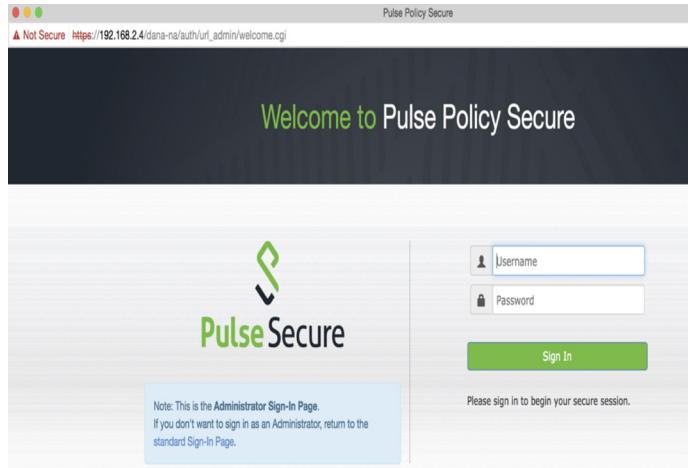 Pulse Policy Secure
Not Secure https://192.168.2.4/dana-na/auth/url_admin/welcome.cgi
Welcome to Pulse Policy Secure
Username
Password
Pulse Secure
Sign In
Note: This is the Administrator Sign-In Page.
If you don't want to sign in as an Administrator, return to the
standard Sign-In Page.
Please sign in to begin your secure session.